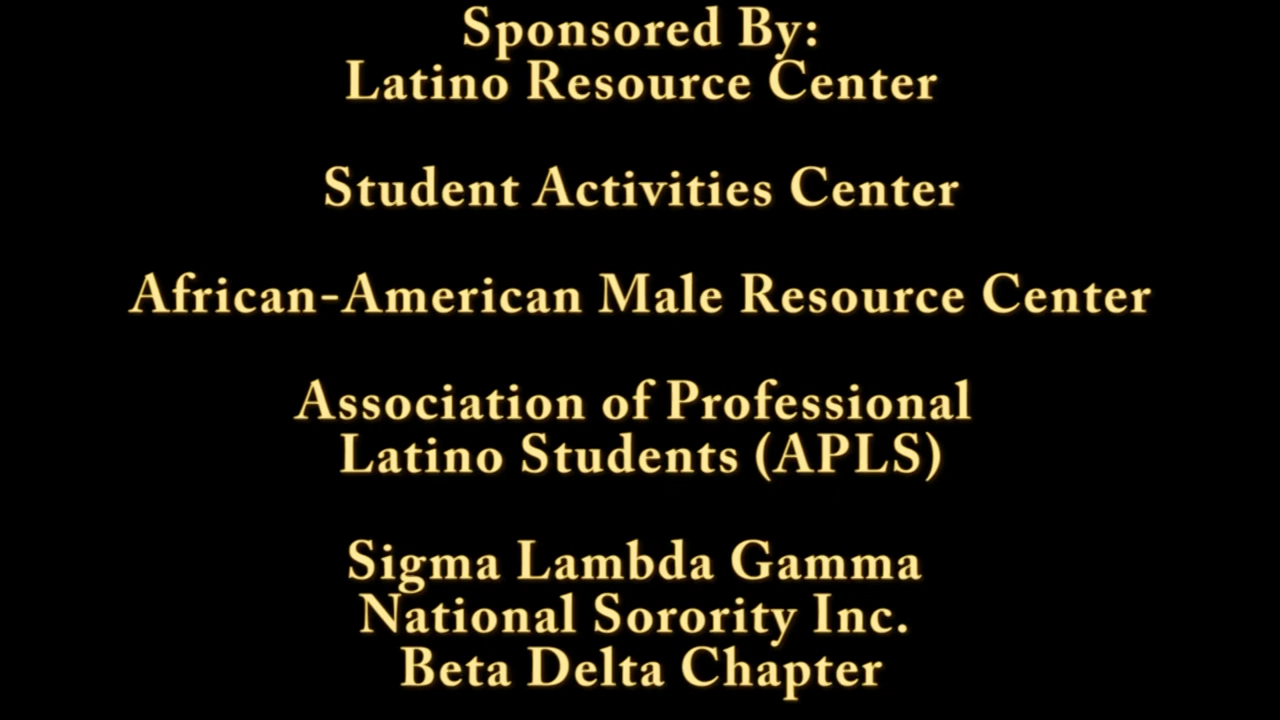 Sponsored By:
Latino Resource Center
Student Activities Center
African-American Male Resource Center
Association of Professional
Latino Students (APLS)
Sigma Lambda Gamma
National Sorority Inc.
Beta Delta Chapter